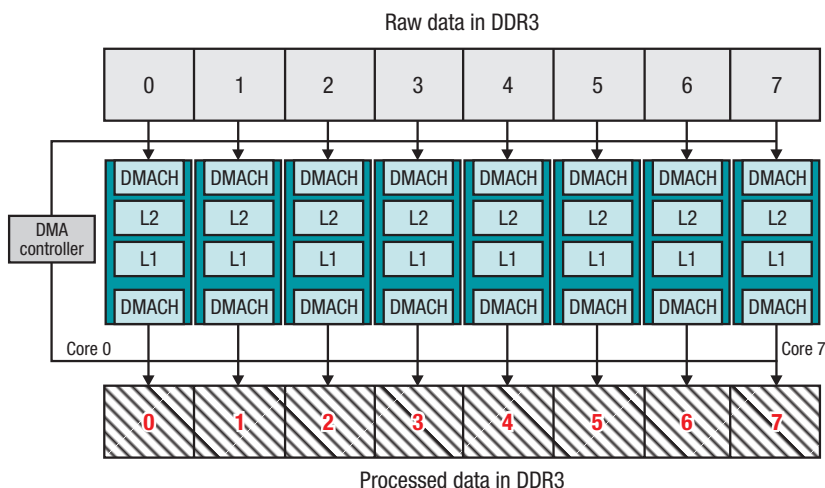 Raw data in DDR3
0 1 2 3 4 5 6 7
DMACH DMACH DMACH DMACH DMACH DMACH DMACH DMACH
L2 L2 L2 L2 L2 L2 L2 L2
DMA
controller
L1 L1 L1 L1 L1 L1 L1 L1
DMACH DMACH DMACH DMACH DMACH DMACH DMACH DMACH
Core 0 Core 7
0 1 2 3 4 5 6 7
Processed data in DDR3